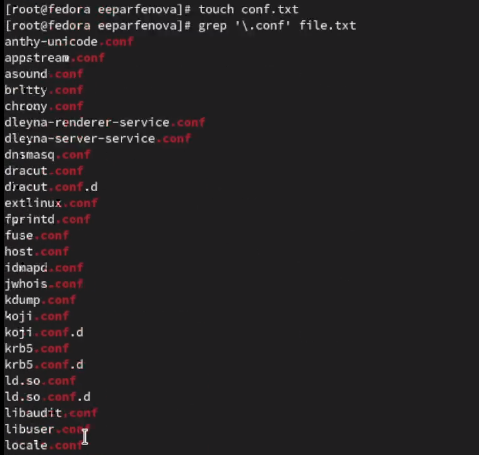 [root@fedora eeparfenova]# touch conf.txt
[root@fedora eeparfenova]# grep '\.conf' file.txt
anthy-unicode.conf
appstream.conf
asound.conf
brltty.conf
chrony.conf
dleyna-renderer-service.conf
dleyna-server-service.conf
dnsmasq.conf
dracut.conf
dracut.conf.d
extlinux.conf
fprintd.conf
fuse.conf
host.conf
idmapd.conf
jwhois.conf
kdump.conf
koji.conf
koji.conf.d
krb5.conf
krb5.conf.d
ld.so.conf
ld.so.conf.d
libaudit.conf
libuser.conf
locale.conf